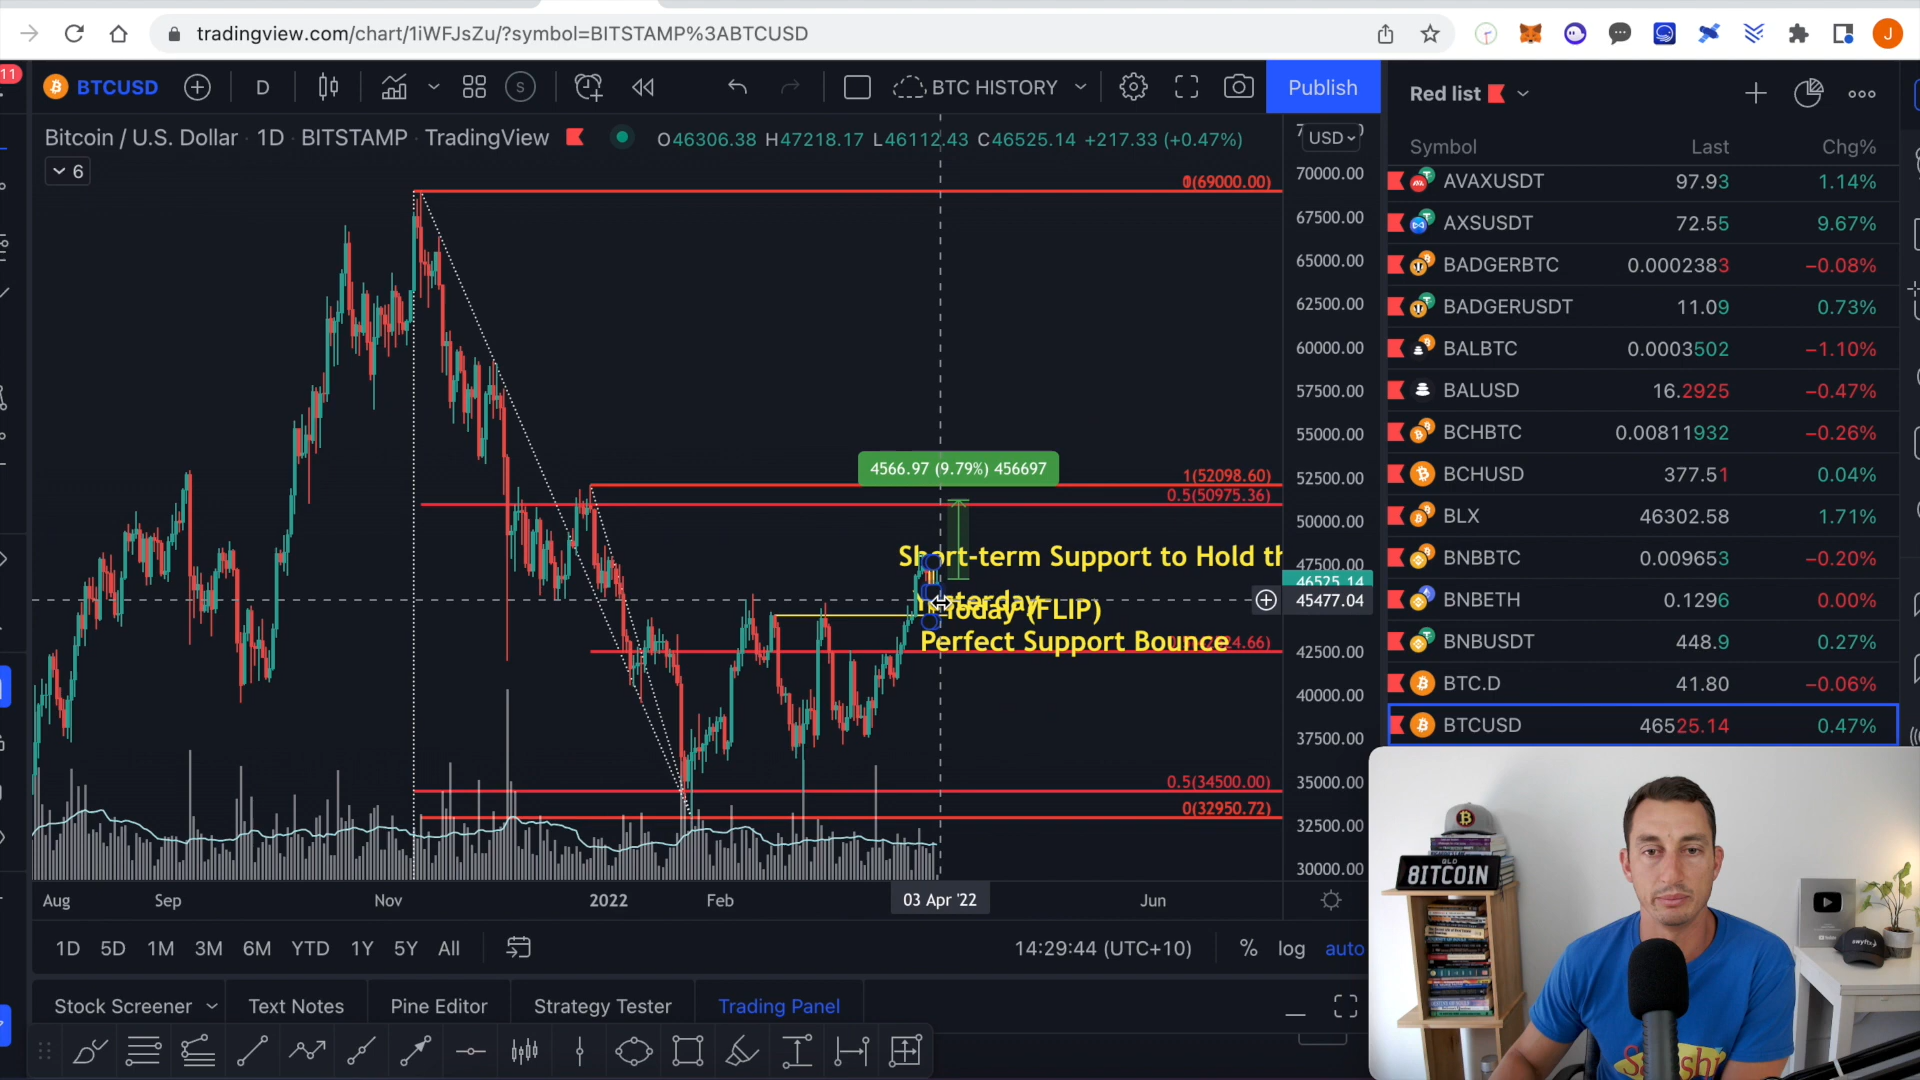 tradingview.com/chart/1iWFJsZu/?symbol=BITSTAMP%3ABTCUSD
J
11
BTCUSD
D
S
BTC HISTORY
Publish
Red list
Bitcoin / U.S. Dollar · 1D · BITSTAMP · TradingView
O46306.38 H47218.17 L46112.43 C46525.14 +217.33 (+0.47%)
USD
6
Symbol Last Chg%
AVAXUSDT 97.93 1.14%
AXSUSDT 72.55 9.67%
BADGERBTC 0.0002383 −0.08%
BADGERUSDT 11.09 0.73%
BALBTC 0.0003502 −1.10%
BALUSD 16.2925 −0.47%
BCHBTC 0.00811932 −0.26%
BCHUSD 377.51 0.04%
BLX 46302.58 1.71%
BNBBTC 0.009653 −0.20%
BNBETH 0.1296 0.00%
BNBUSDT 448.9 0.27%
BTC.D 41.80 −0.06%
BTCUSD 46525.14 0.47%
(69000.00)
4566.97 (9.79%) 456697
1(52098.60)
0.5(50975.36)
Short-term Support to Hold th
Yesterday
Today (FLIP)
Perfect Support Bounce
24.66)
0.5(34500.00)
0(32950.72)
70000.00
67500.00
65000.00
62500.00
60000.00
57500.00
55000.00
52500.00
50000.00
47500.00
46525.14
45477.04
42500.00
40000.00
37500.00
35000.00
32500.00
30000.00
Aug Sep Nov 2022 Feb 03 Apr '22 Jun
1D 5D 1M 3M 6M YTD 1Y 5Y All
14:29:44 (UTC+10) % log auto
Stock Screener Text Notes Pine Editor Strategy Tester Trading Panel
QLD
8ITCOIN
swyftx